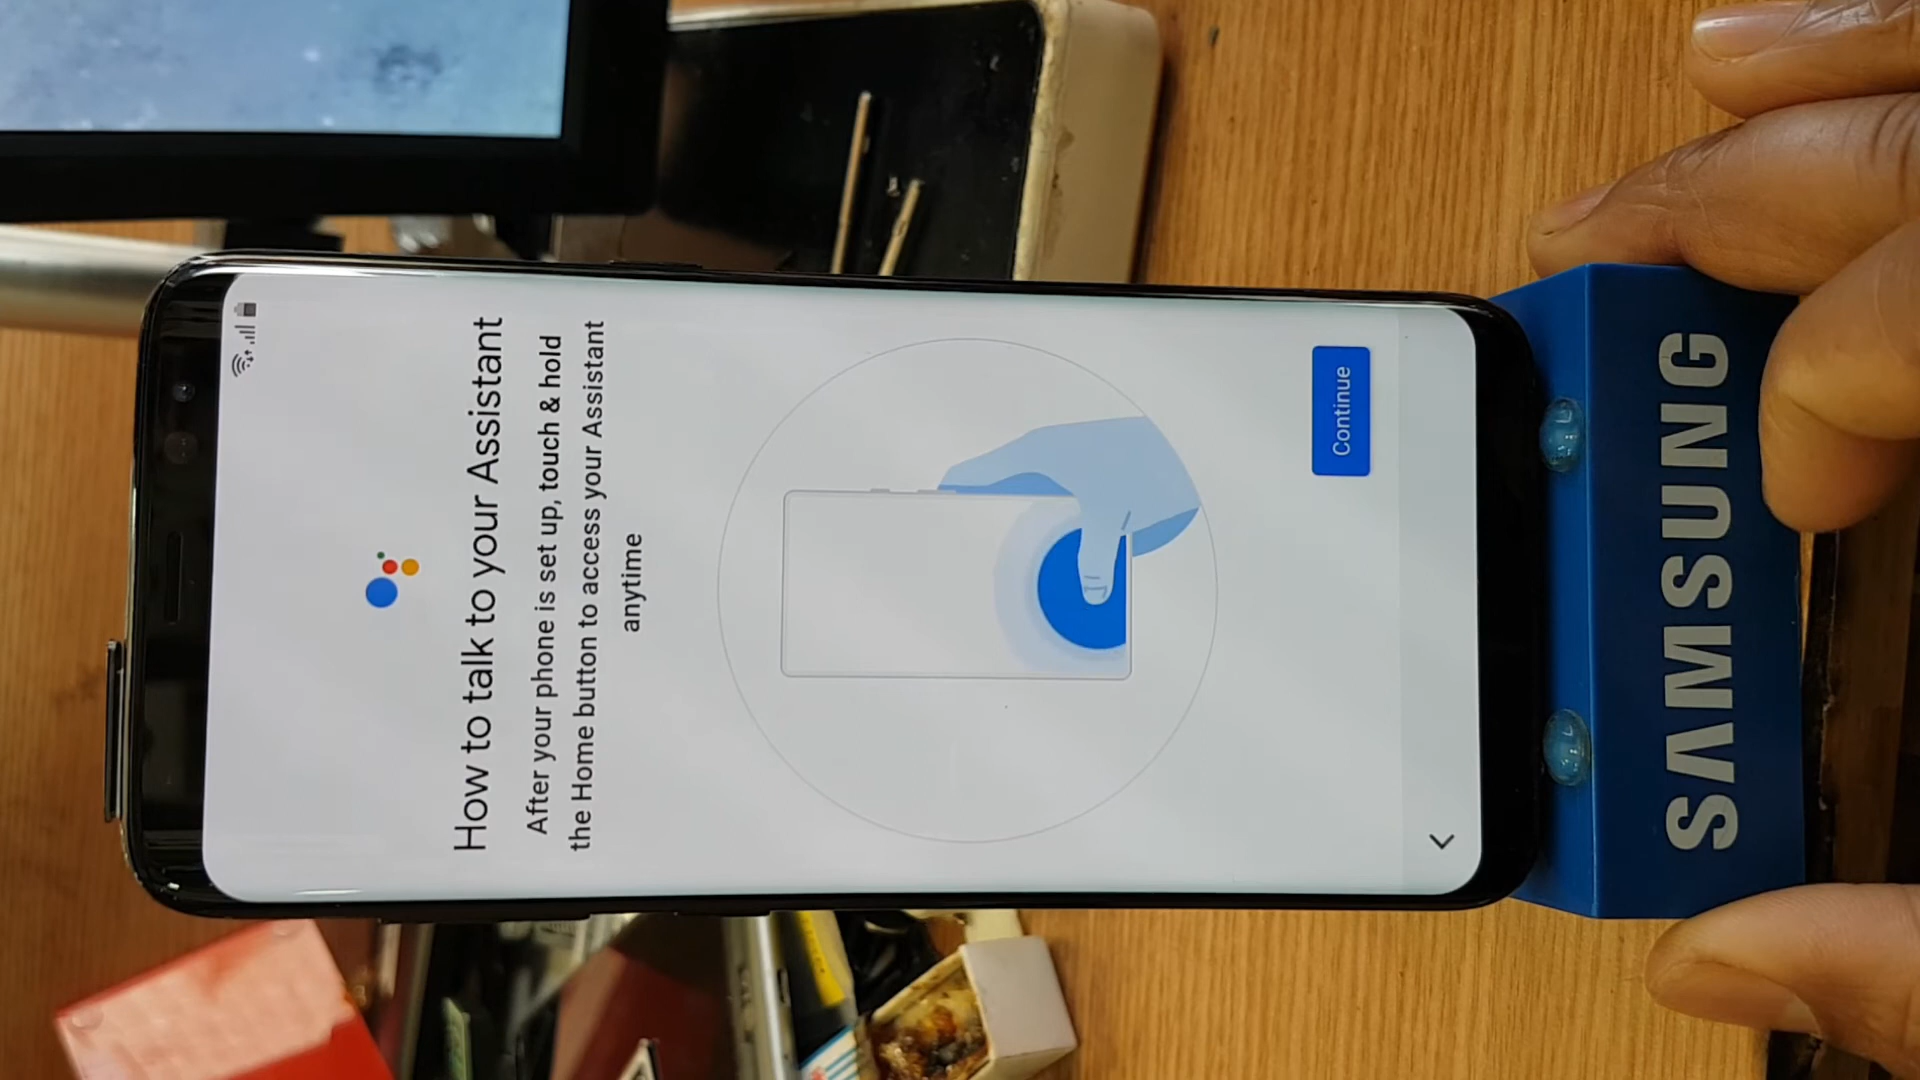 How to talk to your Assistant
After your phone is set up, touch & hold
the Home button to access your Assistant
anytime
Continue
SAMSUNG